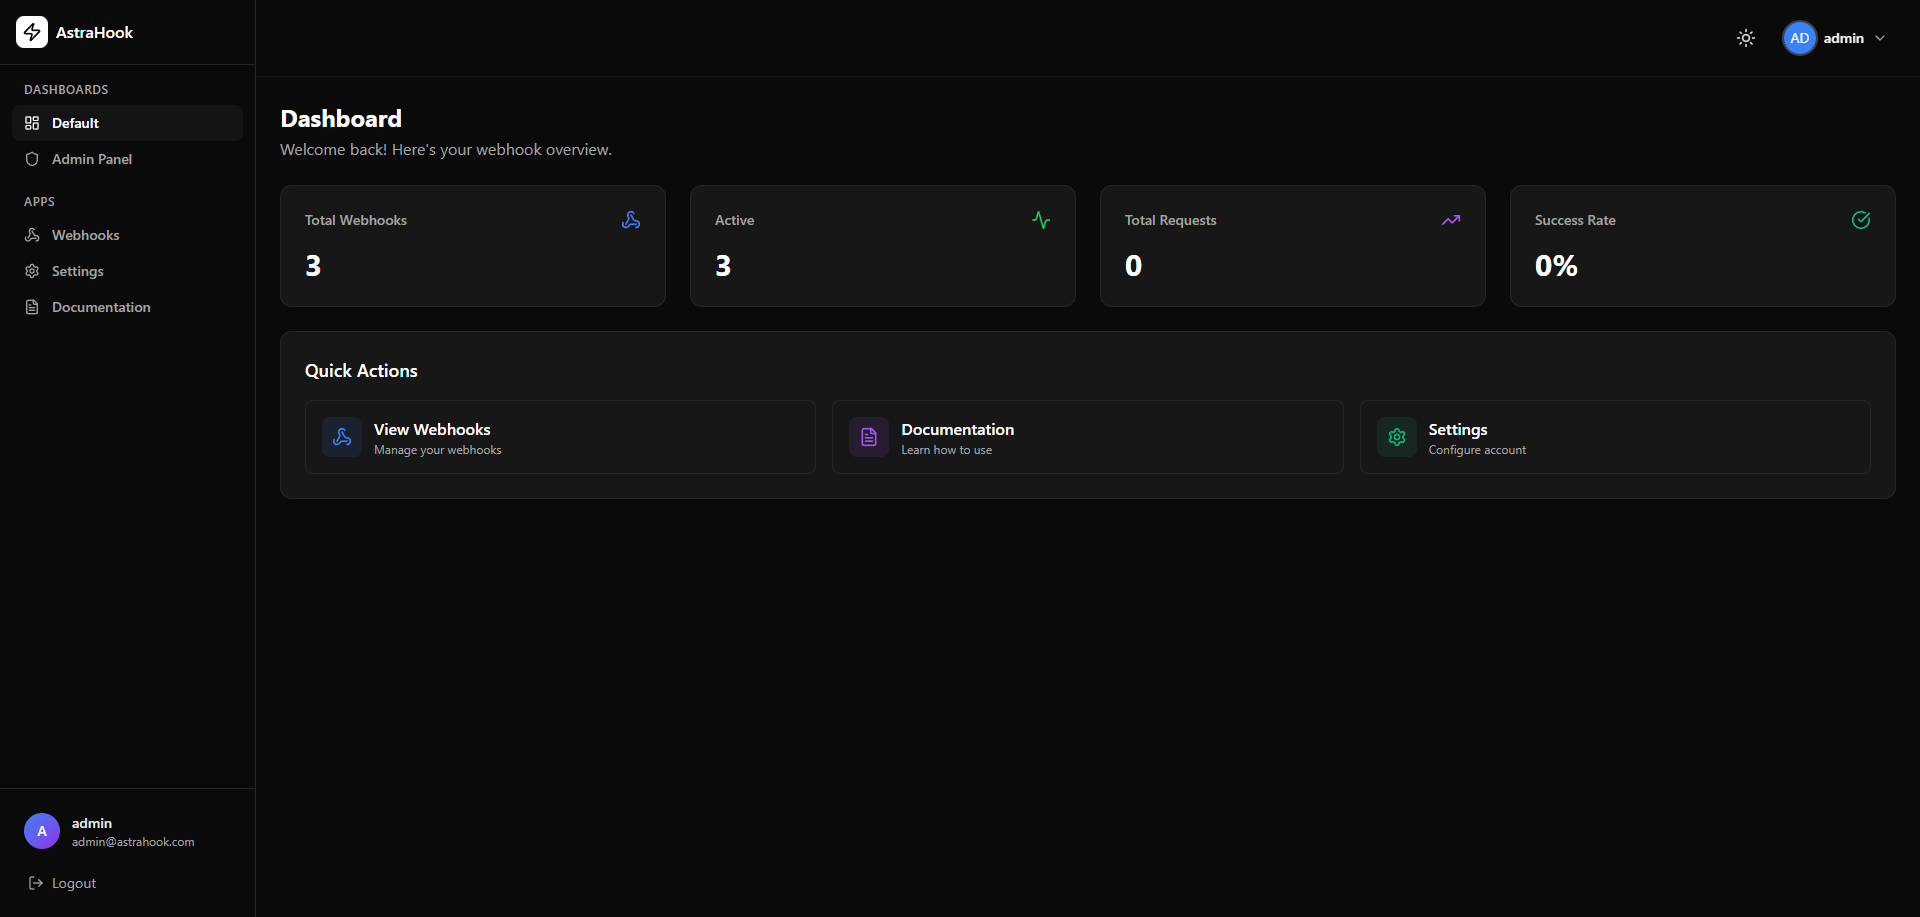 AstraHook
DASHBOARDS
Default
Admin Panel
APPS
Webhooks
Settings
Documentation
A
admin
admin@astrahook.com
Logout
AD
admin
Dashboard
Welcome back! Here's your webhook overview.
Total Webhooks
3
Active
3
Total Requests
0
Success Rate
0%
Quick Actions
View Webhooks
Manage your webhooks
Documentation
Learn how to use
Settings
Configure account